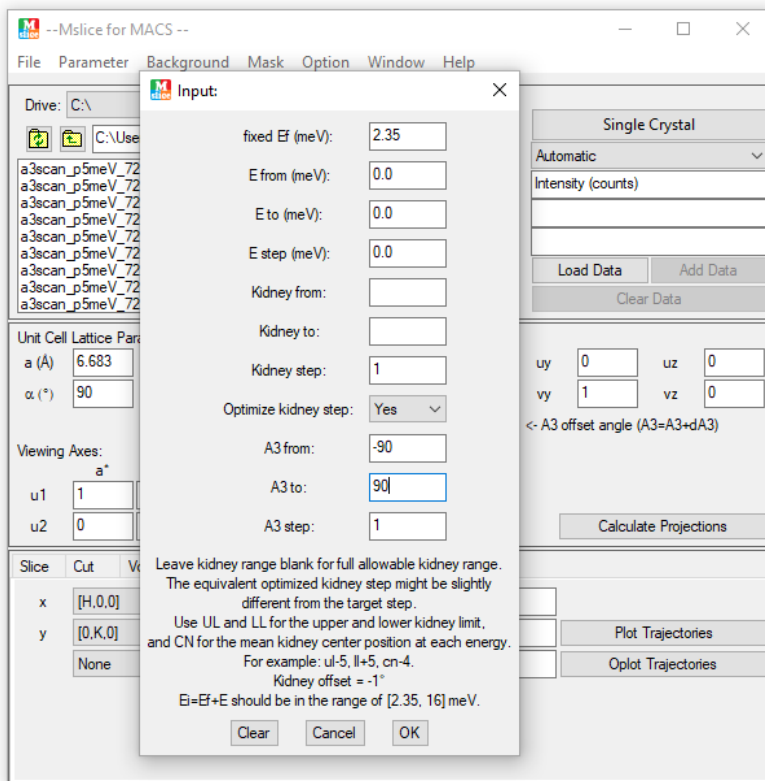 --Mslice for MACS --
File Parameter Background Mask Option Window Help
Input:
Drive: C:\
C:\Use
a3scan_p5meV_72
a3scan_p5meV_72
a3scan_p5meV_72
a3scan_p5meV_72
a3scan_p5meV_72
a3scan_p5meV_72
a3scan_p5meV_72
a3scan_p5meV_72
a3scan_p5meV_72
Unit Cell Lattice Para
a (Å) 6.683
α (°) 90
Viewing Axes:
a*
u1 1
u2 0
Slice Cut Vo
x [H,0,0]
y [0,K,0]
None
fixed Ef (meV): 2.35
E from (meV): 0.0
E to (meV): 0.0
E step (meV): 0.0
Kidney from:
Kidney to:
Kidney step: 1
Optimize kidney step: Yes
A3 from: -90
A3 to: 90
A3 step: 1
Leave kidney range blank for full allowable kidney range.
The equivalent optimized kidney step might be slightly
different from the target step.
Use UL and LL for the upper and lower kidney limit,
and CN for the mean kidney center position at each energy.
For example: ul-5, ll+5, cn-4.
Kidney offset = -1°
Ei=Ef+E should be in the range of [2.35, 16] meV.
Clear Cancel OK
Single Crystal
Automatic
Intensity (counts)
Load Data Add Data
Clear Data
uy 0 uz 0
vy 1 vz 0
<- A3 offset angle (A3=A3+dA3)
Calculate Projections
Plot Trajectories
Oplot Trajectories